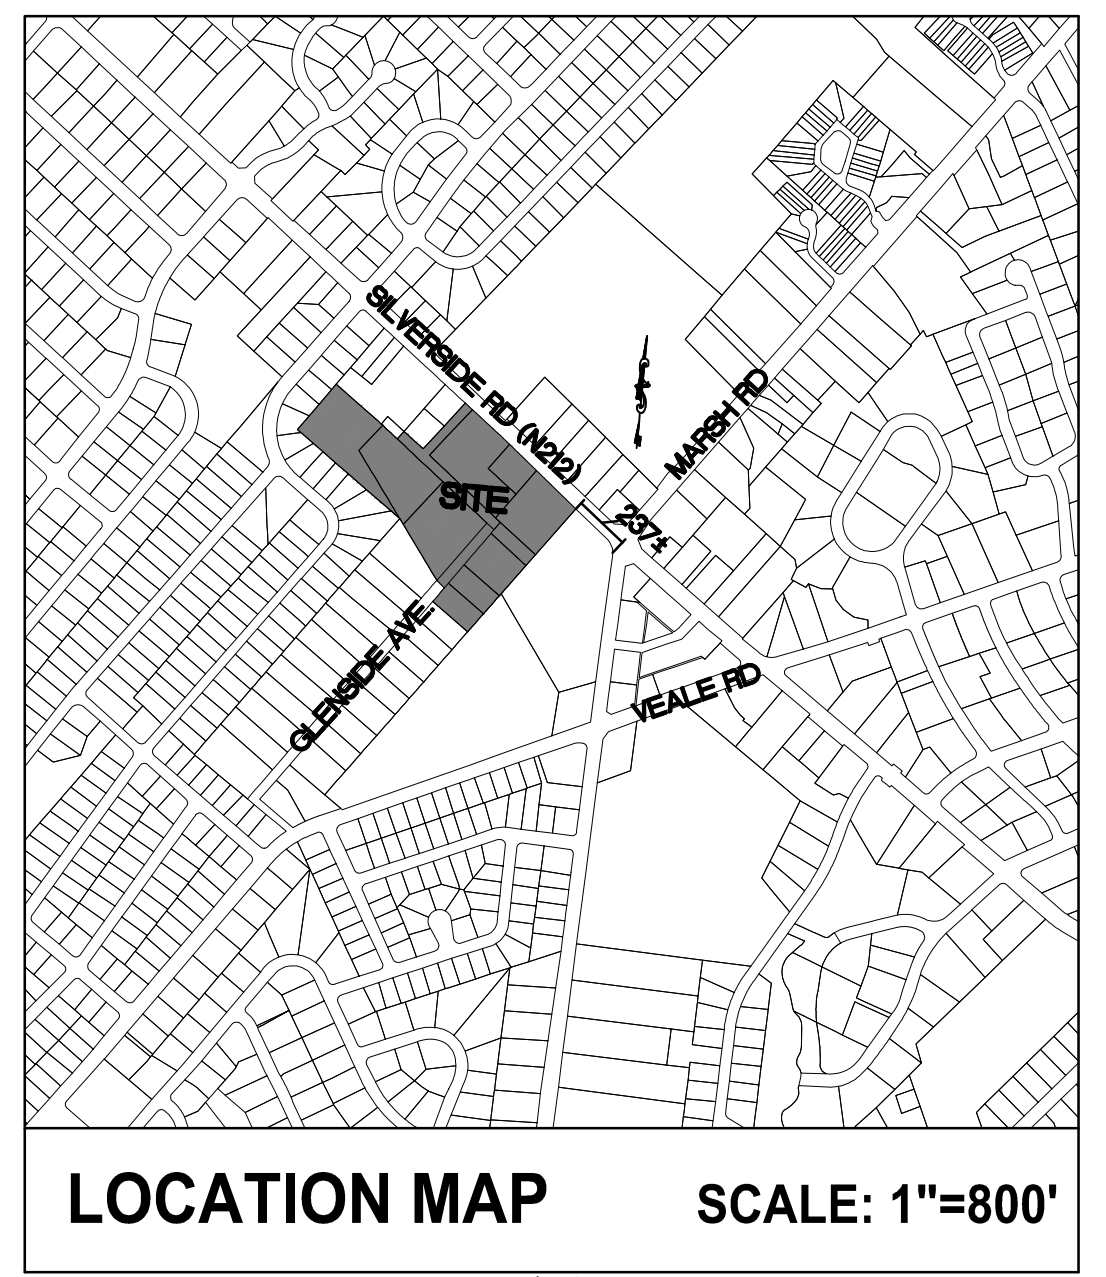 SILVERSIDE RD (N212)
MARSH RD
SITE
237±
GLENSIDE AVE.
VEALE RD
LOCATION MAP
SCALE: 1"=800'